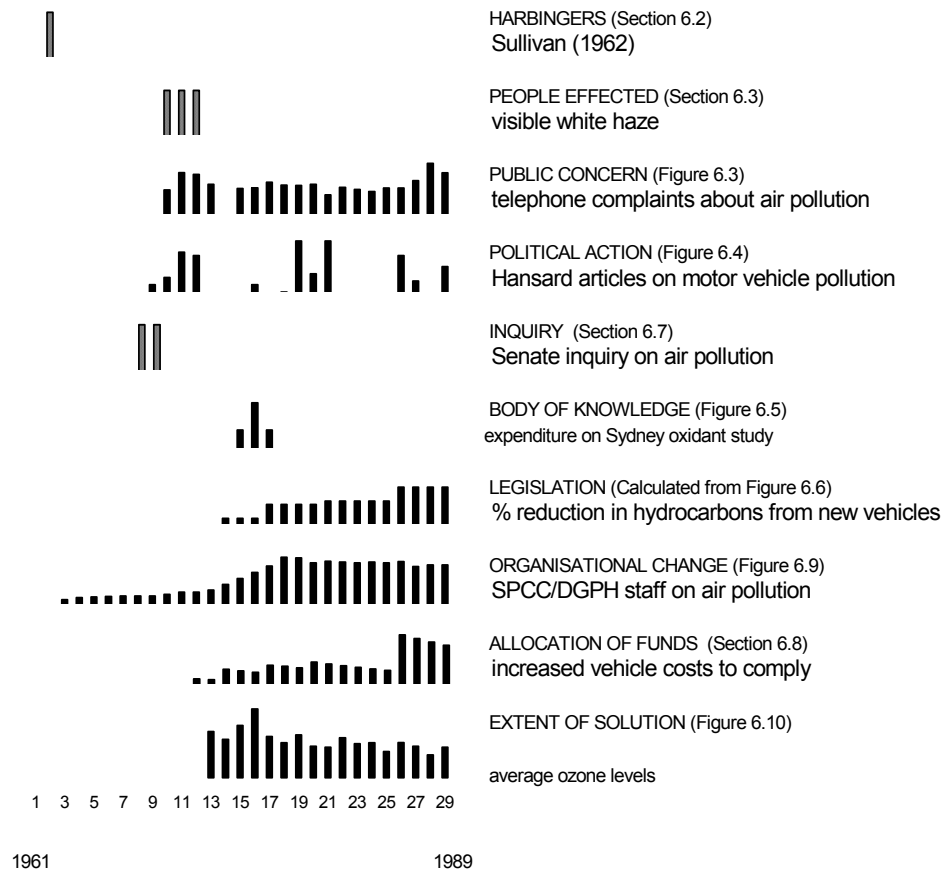 HARBINGERS (Section 6.2)
Sullivan (1962)
PEOPLE EFFECTED (Section 6.3)
visible white haze
PUBLIC CONCERN (Figure 6.3)
telephone complaints about air pollution
POLITICAL ACTION (Figure 6.4)
Hansard articles on motor vehicle pollution
INQUIRY (Section 6.7)
Senate inquiry on air pollution
BODY OF KNOWLEDGE (Figure 6.5)
expenditure on Sydney oxidant study
LEGISLATION (Calculated from Figure 6.6)
% reduction in hydrocarbons from new vehicles
ORGANISATIONAL CHANGE (Figure 6.9)
SPCC/DGPH staff on air pollution
ALLOCATION OF FUNDS (Section 6.8)
increased vehicle costs to comply
EXTENT OF SOLUTION (Figure 6.10)
average ozone levels
1 3 5 7 9 11 13 15 17 19 21 23 25 27 29
1961 1989